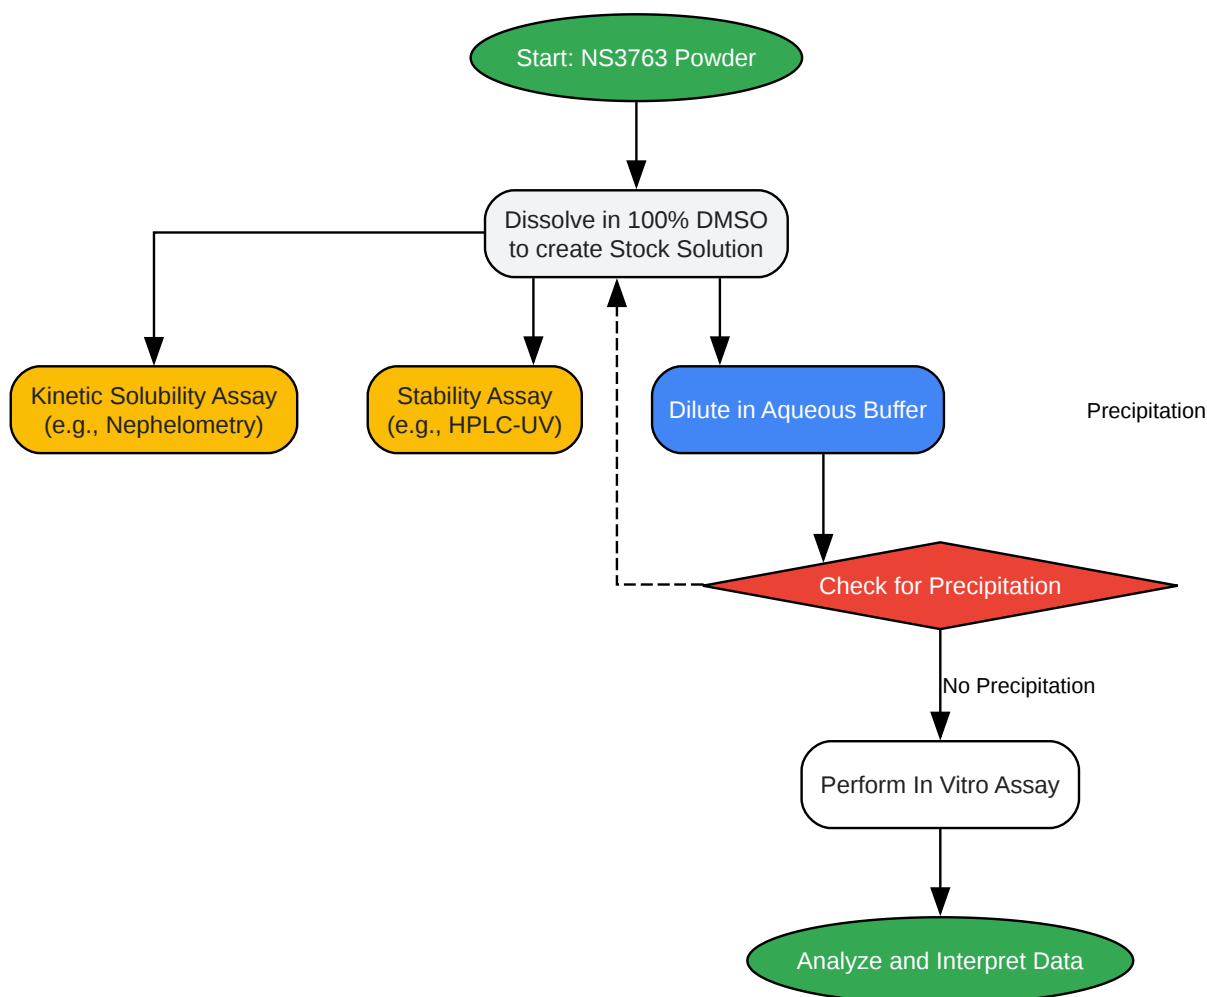 Start: NS3763 Powder
Dissolve in 100% DMSO
to create Stock Solution
Kinetic Solubility Assay
(e.g., Nephelometry)
Stability Assay
(e.g., HPLC-UV)
Dilute in Aqueous Buffer
Precipitation
Check for Precipitation
No Precipitation
Perform In Vitro Assay
Analyze and Interpret Data